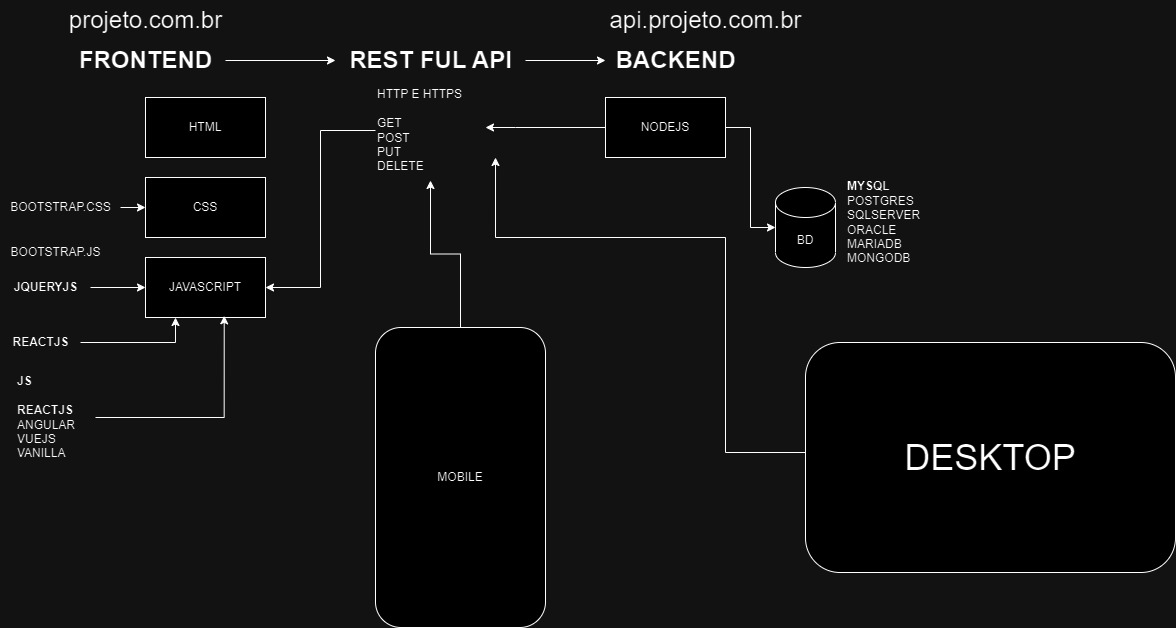 projeto.com.br
api.projeto.com.br
FRONTEND
REST FUL API
BACKEND
HTTP E HTTPS
GET
POST
PUT
DELETE
HTML
NODEJS
BOOTSTRAP.CSS
CSS
BOOTSTRAP.JS
JQUERYJS
JAVASCRIPT
REACTJS
JS
REACTJS
ANGULAR
VUEJS
VANILLA
BD
MYSQL
POSTGRES
SQLSERVER
ORACLE
MARIADB
MONGODB
MOBILE
DESKTOP